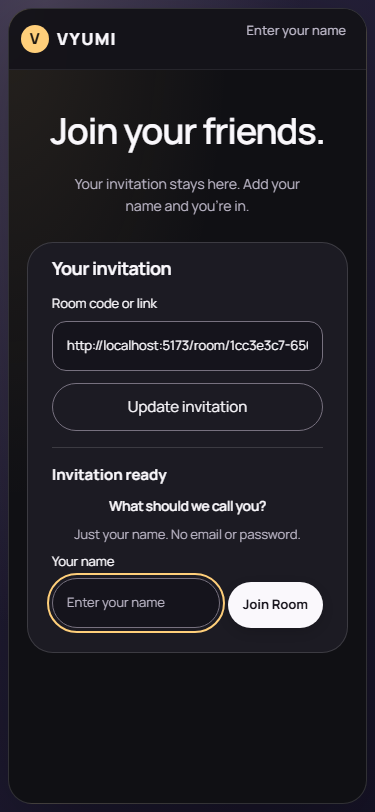 V VYUMI
Enter your name
Join your friends.
Your invitation stays here. Add your
name and you're in.
Your invitation
Room code or link
http://localhost:5173/room/1cc3e3c7-65
Update invitation
Invitation ready
What should we call you?
Just your name. No email or password.
Your name
Enter your name
Join Room